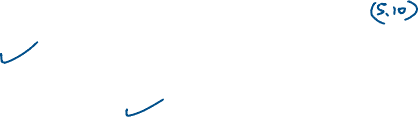 (5.10)
✓
✓